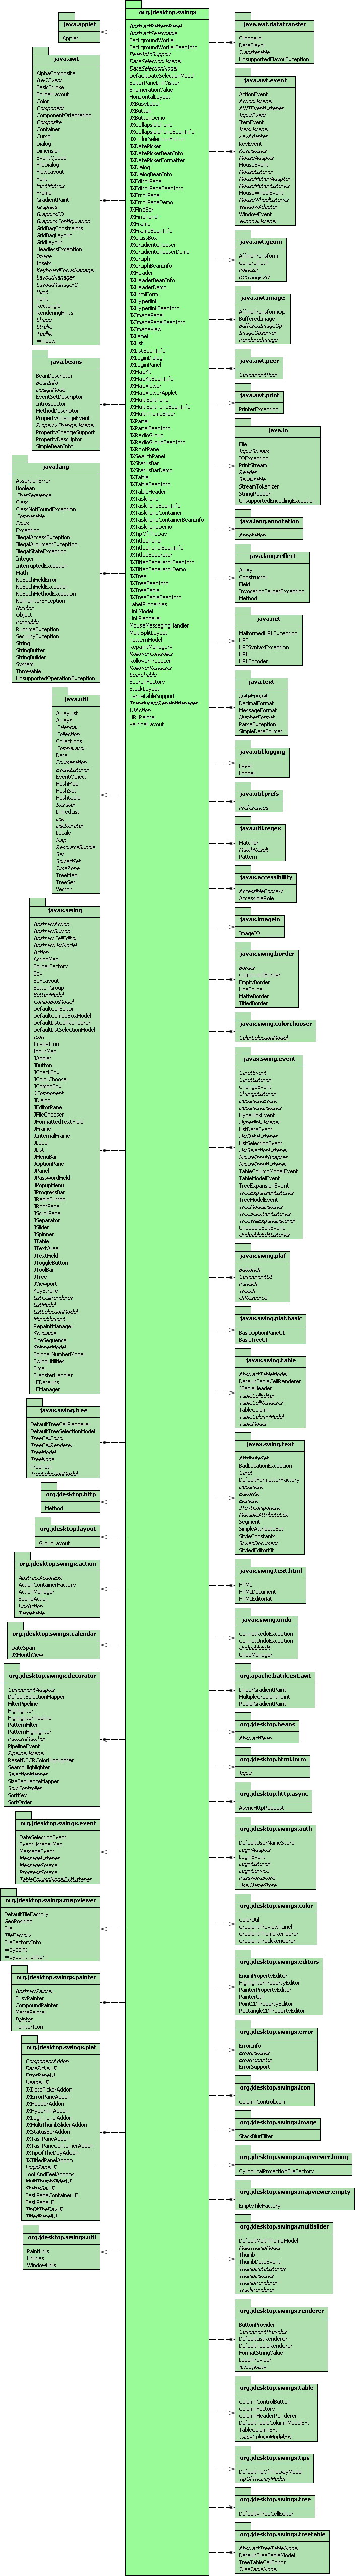 java.applet
Applet
java.awt
AlphaComposite
AWTEvent
BasicStroke
BorderLayout
Color
Component
ComponentOrientation
Composite
Container
Cursor
Dialog
Dimension
EventQueue
FileDialog
FlowLayout
Font
FontMetrics
Frame
GradientPaint
Graphics
Graphics2D
GraphicsConfiguration
GridBagConstraints
GridBagLayout
GridLayout
HeadlessException
Image
Insets
KeyboardFocusManager
LayoutManager
LayoutManager2
Paint
Point
Rectangle
RenderingHints
Shape
Stroke
Toolkit
Window
java.beans
BeanDescriptor
BeanInfo
DesignMode
EventSetDescriptor
Introspector
MethodDescriptor
PropertyChangeEvent
PropertyChangeListener
PropertyChangeSupport
PropertyDescriptor
SimpleBeanInfo
java.lang
AssertionError
Boolean
CharSequence
Class
ClassNotFoundException
Comparable
Enum
Exception
IllegalAccessException
IllegalArgumentException
IllegalStateException
Integer
InterruptedException
Math
NoSuchFieldError
NoSuchFieldException
NoSuchMethodException
NullPointerException
Number
Object
Runnable
RuntimeException
SecurityException
String
StringBuffer
StringBuilder
System
Throwable
UnsupportedOperationException
java.util
ArrayList
Arrays
Calendar
Collection
Collections
Comparator
Date
Enumeration
EventListener
EventObject
HashMap
HashSet
Hashtable
Iterator
LinkedList
List
ListIterator
Locale
Map
ResourceBundle
Set
SortedSet
TimeZone
TreeMap
TreeSet
Vector
javax.swing
AbstractAction
AbstractButton
AbstractCellEditor
AbstractListModel
Action
ActionMap
BorderFactory
Box
BoxLayout
ButtonGroup
ButtonModel
ComboBoxModel
DefaultCellEditor
DefaultComboBoxModel
DefaultListCellRenderer
DefaultListSelectionModel
Icon
ImageIcon
InputMap
JApplet
JButton
JCheckBox
JColorChooser
JComboBox
JComponent
JDialog
JEditorPane
JFileChooser
JFormattedTextField
JFrame
JInternalFrame
JLabel
JList
JMenuBar
JOptionPane
JPanel
JPasswordField
JPopupMenu
JProgressBar
JRadioButton
JRootPane
JScrollPane
JSeparator
JSlider
JSpinner
JTable
JTextArea
JTextField
JToggleButton
JToolBar
JTree
JViewport
KeyStroke
ListCellRenderer
ListModel
ListSelectionModel
MenuElement
RepaintManager
Scrollable
SizeSequence
SpinnerModel
SpinnerNumberModel
SwingUtilities
Timer
TransferHandler
UIDefaults
UIManager
javax.swing.tree
DefaultTreeCellRenderer
DefaultTreeSelectionModel
TreeCellEditor
TreeCellRenderer
TreeModel
TreeNode
TreePath
TreeSelectionModel
org.jdesktop.http
Method
org.jdesktop.layout
GroupLayout
org.jdesktop.swingx.action
AbstractActionExt
ActionContainerFactory
ActionManager
BoundAction
LinkAction
Targetable
org.jdesktop.swingx.calendar
DateSpan
JXMonthView
org.jdesktop.swingx.decorator
ComponentAdapter
DefaultSelectionMapper
FilterPipeline
Highlighter
HighlighterPipeline
PatternFilter
PatternHighlighter
PatternMatcher
PipelineEvent
PipelineListener
ResetDTCRColorHighlighter
SearchHighlighter
SelectionMapper
SizeSequenceMapper
SortController
SortKey
SortOrder
org.jdesktop.swingx.event
DateSelectionEvent
EventListenerMap
MessageEvent
MessageListener
MessageSource
ProgressSource
TableColumnModelExtListener
org.jdesktop.swingx.mapviewer
DefaultTileFactory
GeoPosition
Tile
TileFactory
TileFactoryInfo
Waypoint
WaypointPainter
org.jdesktop.swingx.painter
AbstractPainter
BusyPainter
CompoundPainter
MattePainter
Painter
PainterIcon
org.jdesktop.swingx.plaf
ComponentAddon
DatePickerUI
ErrorPaneUI
HeaderUI
JXDatePickerAddon
JXErrorPaneAddon
JXHeaderAddon
JXHyperlinkAddon
JXLoginPanelAddon
JXMultiThumbSliderAddon
JXStatusBarAddon
JXTaskPaneAddon
JXTaskPaneContainerAddon
JXTipOfTheDayAddon
JXTitledPanelAddon
LoginPanelUI
LookAndFeelAddons
MultiThumbSliderUI
StatusBarUI
TaskPaneContainerUI
TaskPaneUI
TipOfTheDayUI
TitledPanelUI
org.jdesktop.swingx.util
PaintUtils
Utilities
WindowUtils
org.jdesktop.swingx
AbstractPatternPanel
AbstractSearchable
BackgroundWorker
BackgroundWorkerBeanInfo
BeanInfoSupport
DateSelectionListener
DateSelectionModel
DefaultDateSelectionModel
EditorPaneLinkVisitor
EnumerationValue
HorizontalLayout
JXBusyLabel
JXButton
JXButtonDemo
JXCollapsiblePane
JXCollapsiblePaneBeanInfo
JXColorSelectionButton
JXDatePicker
JXDatePickerBeanInfo
JXDatePickerFormatter
JXDialog
JXDialogBeanInfo
JXEditorPane
JXEditorPaneBeanInfo
JXErrorPane
JXErrorPaneDemo
JXFindBar
JXFindPanel
JXFrame
JXFrameBeanInfo
JXGlassBox
JXGradientChooser
JXGradientChooserDemo
JXGraph
JXGraphBeanInfo
JXHeader
JXHeaderBeanInfo
JXHeaderDemo
JXHtmlForm
JXHyperlink
JXHyperlinkBeanInfo
JXImagePanel
JXImagePanelBeanInfo
JXImageView
JXLabel
JXList
JXListBeanInfo
JXLoginDialog
JXLoginPanel
JXMapKit
JXMapKitBeanInfo
JXMapViewer
JXMapViewerApplet
JXMultiSplitPane
JXMultiSplitPaneBeanInfo
JXMultiThumbSlider
JXPanel
JXPanelBeanInfo
JXRadioGroup
JXRadioGroupBeanInfo
JXRootPane
JXSearchPanel
JXStatusBar
JXStatusBarDemo
JXTable
JXTableBeanInfo
JXTableHeader
JXTaskPane
JXTaskPaneBeanInfo
JXTaskPaneContainer
JXTaskPaneContainerBeanInfo
JXTaskPaneDemo
JXTipOfTheDay
JXTitledPanel
JXTitledPanelBeanInfo
JXTitledSeparator
JXTitledSeparatorBeanInfo
JXTitledSeparatorDemo
JXTree
JXTreeBeanInfo
JXTreeTable
JXTreeTableBeanInfo
LabelProperties
LinkModel
LinkRenderer
MouseMessagingHandler
MultiSplitLayout
PatternModel
RepaintManagerX
RolloverController
RolloverProducer
RolloverRenderer
Searchable
SearchFactory
StackLayout
TargetableSupport
TranslucentRepaintManager
UIAction
URLPainter
VerticalLayout
java.awt.datatransfer
Clipboard
DataFlavor
Transferable
UnsupportedFlavorException
java.awt.event
ActionEvent
ActionListener
AWTEventListener
InputEvent
ItemEvent
ItemListener
KeyAdapter
KeyEvent
KeyListener
MouseAdapter
MouseEvent
MouseListener
MouseMotionAdapter
MouseMotionListener
MouseWheelEvent
MouseWheelListener
WindowAdapter
WindowEvent
WindowListener
java.awt.geom
AffineTransform
GeneralPath
Point2D
Rectangle2D
java.awt.image
AffineTransformOp
BufferedImage
BufferedImageOp
ImageObserver
RenderedImage
java.awt.peer
ComponentPeer
java.awt.print
PrinterException
java.io
File
InputStream
IOException
PrintStream
Reader
Serializable
StreamTokenizer
StringReader
UnsupportedEncodingException
java.lang.annotation
Annotation
java.lang.reflect
Array
Constructor
Field
InvocationTargetException
Method
java.net
MalformedURLException
URI
URISyntaxException
URL
URLEncoder
java.text
DateFormat
DecimalFormat
MessageFormat
NumberFormat
ParseException
SimpleDateFormat
java.util.logging
Level
Logger
java.util.prefs
Preferences
java.util.regex
Matcher
MatchResult
Pattern
javax.accessibility
AccessibleContext
AccessibleRole
javax.imageio
ImageIO
javax.swing.border
Border
CompoundBorder
EmptyBorder
LineBorder
MatteBorder
TitledBorder
javax.swing.colorchooser
ColorSelectionModel
javax.swing.event
CaretEvent
CaretListener
ChangeEvent
ChangeListener
DocumentEvent
DocumentListener
HyperlinkEvent
HyperlinkListener
ListDataEvent
ListDataListener
ListSelectionEvent
ListSelectionListener
MouseInputAdapter
MouseInputListener
TableColumnModelEvent
TableModelEvent
TreeExpansionEvent
TreeExpansionListener
TreeModelEvent
TreeModelListener
TreeSelectionListener
TreeWillExpandListener
UndoableEditEvent
UndoableEditListener
javax.swing.plaf
ButtonUI
ComponentUI
PanelUI
TreeUI
UIResource
javax.swing.plaf.basic
BasicOptionPaneUI
BasicTreeUI
javax.swing.table
AbstractTableModel
DefaultTableCellRenderer
JTableHeader
TableCellEditor
TableCellRenderer
TableColumn
TableColumnModel
TableModel
javax.swing.text
AttributeSet
BadLocationException
Caret
DefaultFormatterFactory
Document
EditorKit
Element
JTextComponent
MutableAttributeSet
Segment
SimpleAttributeSet
StyleConstants
StyledDocument
StyledEditorKit
javax.swing.text.html
HTML
HTMLDocument
HTMLEditorKit
javax.swing.undo
CannotRedoException
CannotUndoException
UndoableEdit
UndoManager
org.apache.batik.ext.awt
LinearGradientPaint
MultipleGradientPaint
RadialGradientPaint
org.jdesktop.beans
AbstractBean
org.jdesktop.html.form
Input
org.jdesktop.http.async
AsyncHttpRequest
org.jdesktop.swingx.auth
DefaultUserNameStore
LoginAdapter
LoginEvent
LoginListener
LoginService
PasswordStore
UserNameStore
org.jdesktop.swingx.color
ColorUtil
GradientPreviewPanel
GradientThumbRenderer
GradientTrackRenderer
org.jdesktop.swingx.editors
EnumPropertyEditor
HighlighterPropertyEditor
PainterPropertyEditor
PainterUtil
Point2DPropertyEditor
Rectangle2DPropertyEditor
org.jdesktop.swingx.error
ErrorInfo
ErrorListener
ErrorReporter
ErrorSupport
org.jdesktop.swingx.icon
ColumnControlIcon
org.jdesktop.swingx.image
StackBlurFilter
org.jdesktop.swingx.mapviewer.bmng
CylindricalProjectionTileFactory
org.jdesktop.swingx.mapviewer.empty
EmptyTileFactory
org.jdesktop.swingx.multislider
DefaultMultiThumbModel
MultiThumbModel
Thumb
ThumbDataEvent
ThumbDataListener
ThumbListener
ThumbRenderer
TrackRenderer
org.jdesktop.swingx.renderer
ButtonProvider
ComponentProvider
DefaultListRenderer
DefaultTableRenderer
FormatStringValue
LabelProvider
StringValue
org.jdesktop.swingx.table
ColumnControlButton
ColumnFactory
ColumnHeaderRenderer
DefaultTableColumnModelExt
TableColumnExt
TableColumnModelExt
org.jdesktop.swingx.tips
DefaultTipOfTheDayModel
TipOfTheDayModel
org.jdesktop.swingx.tree
DefaultXTreeCellEditor
org.jdesktop.swingx.treetable
AbstractTreeTableModel
DefaultTreeTableModel
TreeTableCellEditor
TreeTableModel